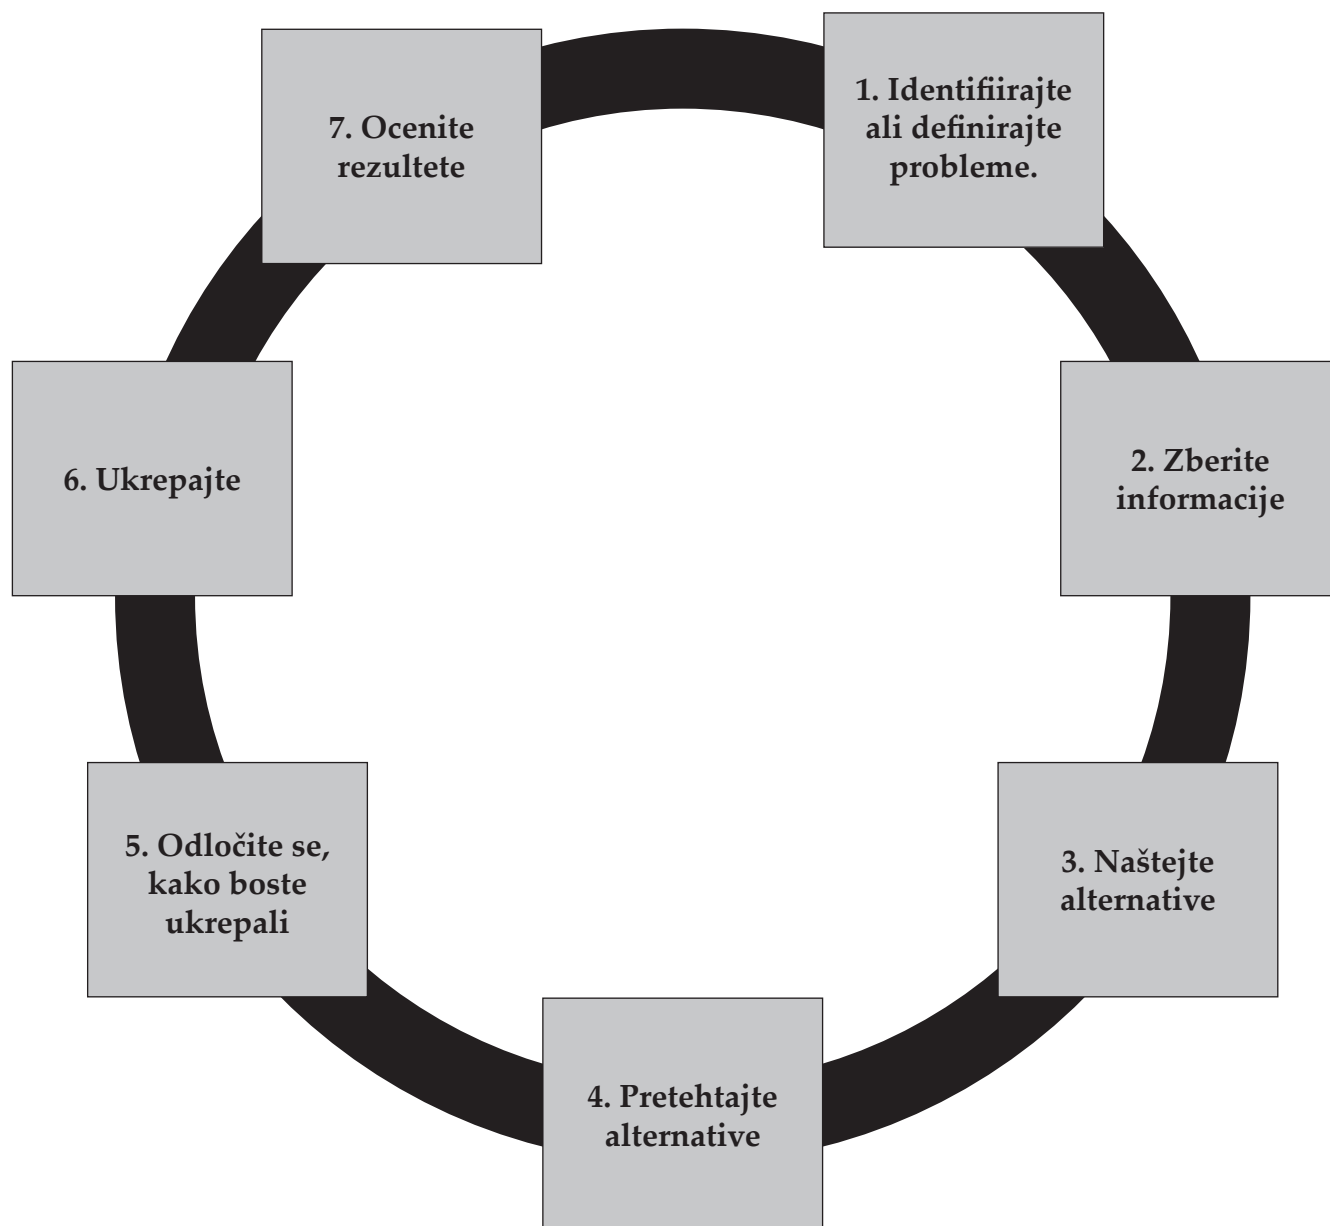 1. Identifiirajte
ali definirajte
probleme.
2. Zberite
informacije
3. Naštejte
alternative
4. Pretehtajte
alternative
5. Odločite se,
kako boste
ukrepali
6. Ukrepajte
7. Ocenite
rezultete